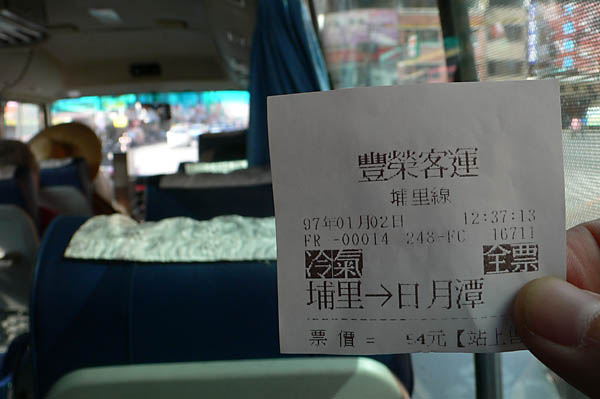 豐榮客運
埔里線
97年01月02日 12:37:13
FR -00014 248-FC 16711
冷氣 全票
埔里→日月潭
票價 = 54元【站上